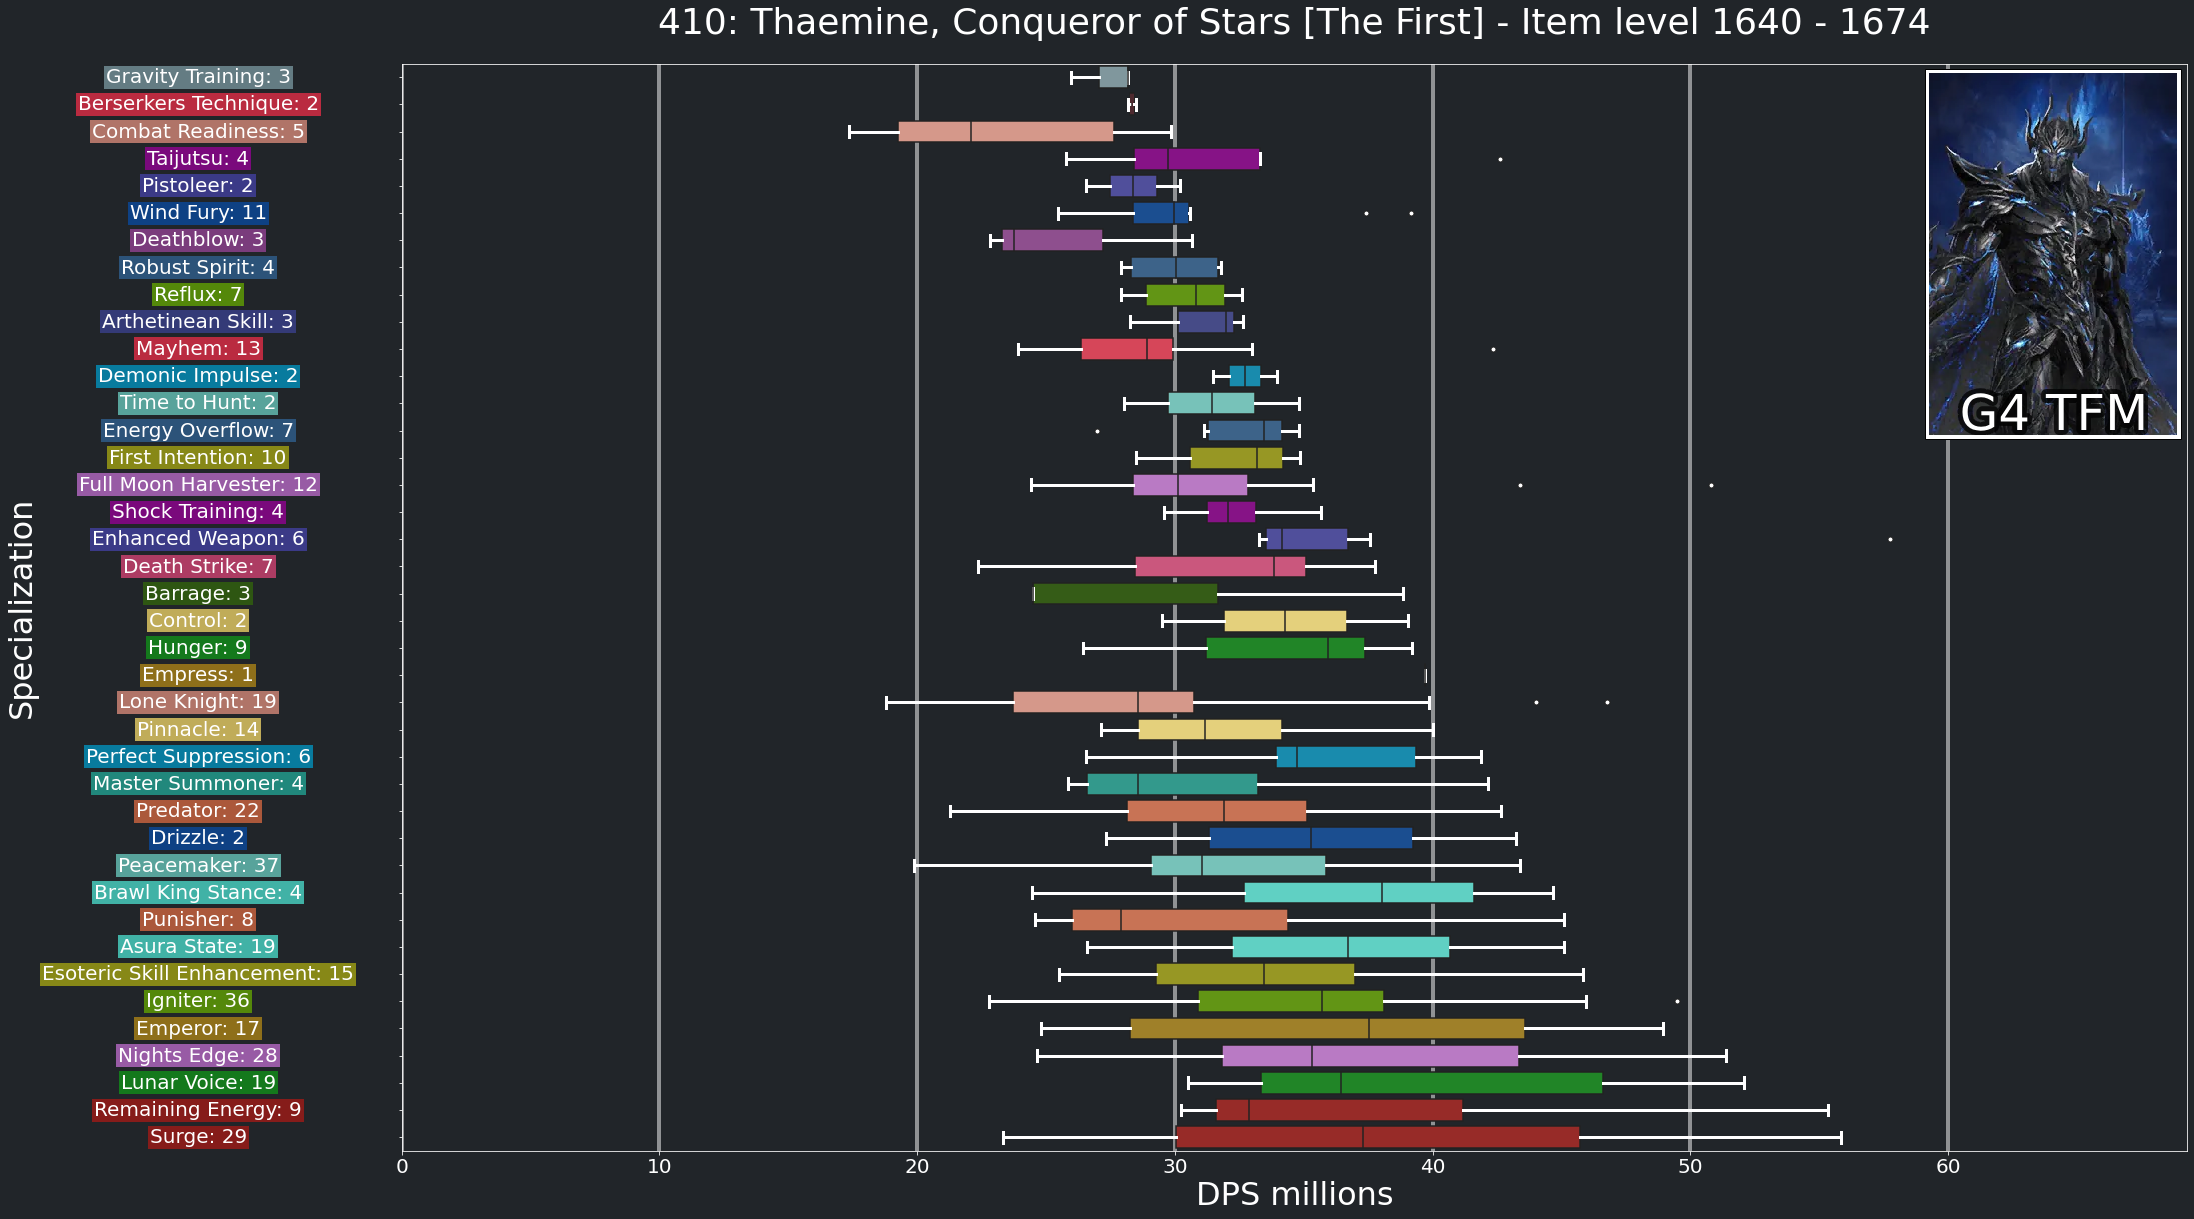 410: Thaemine, Conqueror of Stars [The First] - Item level 1640 - 1674
Gravity Training: 3
Berserkers Technique: 2
Combat Readiness: 5
Taijutsu: 4
Pistoleer: 2
Wind Fury: 11
Deathblow: 3
Robust Spirit: 4
Reflux: 7
Arthetinean Skill: 3
Mayhem: 13
Demonic Impulse: 2
Time to Hunt: 2
Energy Overflow: 7
First Intention: 10
Full Moon Harvester: 12
Shock Training: 4
Enhanced Weapon: 6
Death Strike: 7
Barrage: 3
Control: 2
Hunger: 9
Empress: 1
Lone Knight: 19
Pinnacle: 14
Perfect Suppression: 6
Master Summoner: 4
Predator: 22
Drizzle: 2
Peacemaker: 37
Brawl King Stance: 4
Punisher: 8
Asura State: 19
Esoteric Skill Enhancement: 15
Igniter: 36
Emperor: 17
Nights Edge: 28
Lunar Voice: 19
Remaining Energy: 9
Surge: 29
Specialization
G4 TFM
0 10 20 30 40 50 60
DPS millions